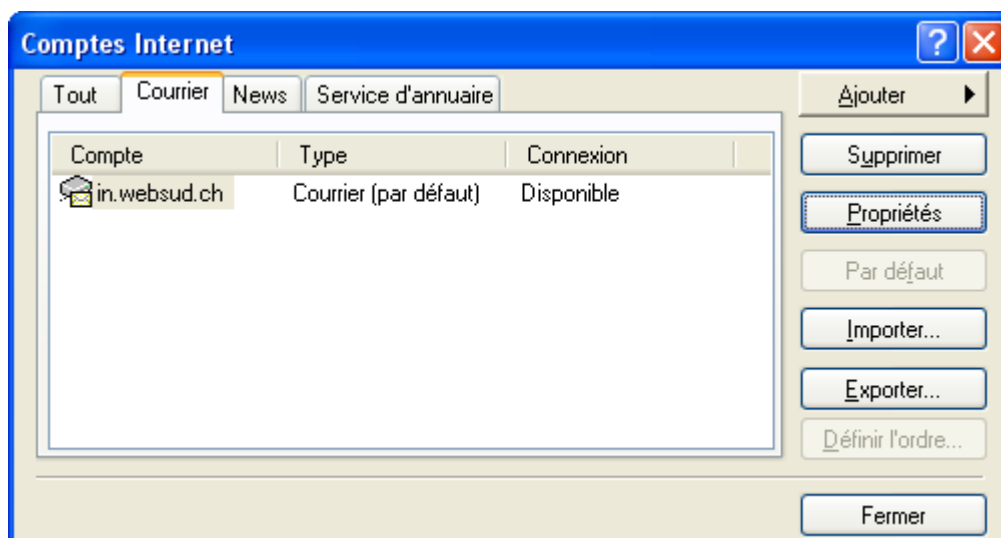 Comptes Internet
Tout Courrier News Service d'annuaire
Ajouter
Compte Type Connexion
Supprimer
in.websud.ch Courrier (par défaut) Disponible
Propriétés
Par défaut
Importer...
Exporter...
Définir l'ordre...
Fermer